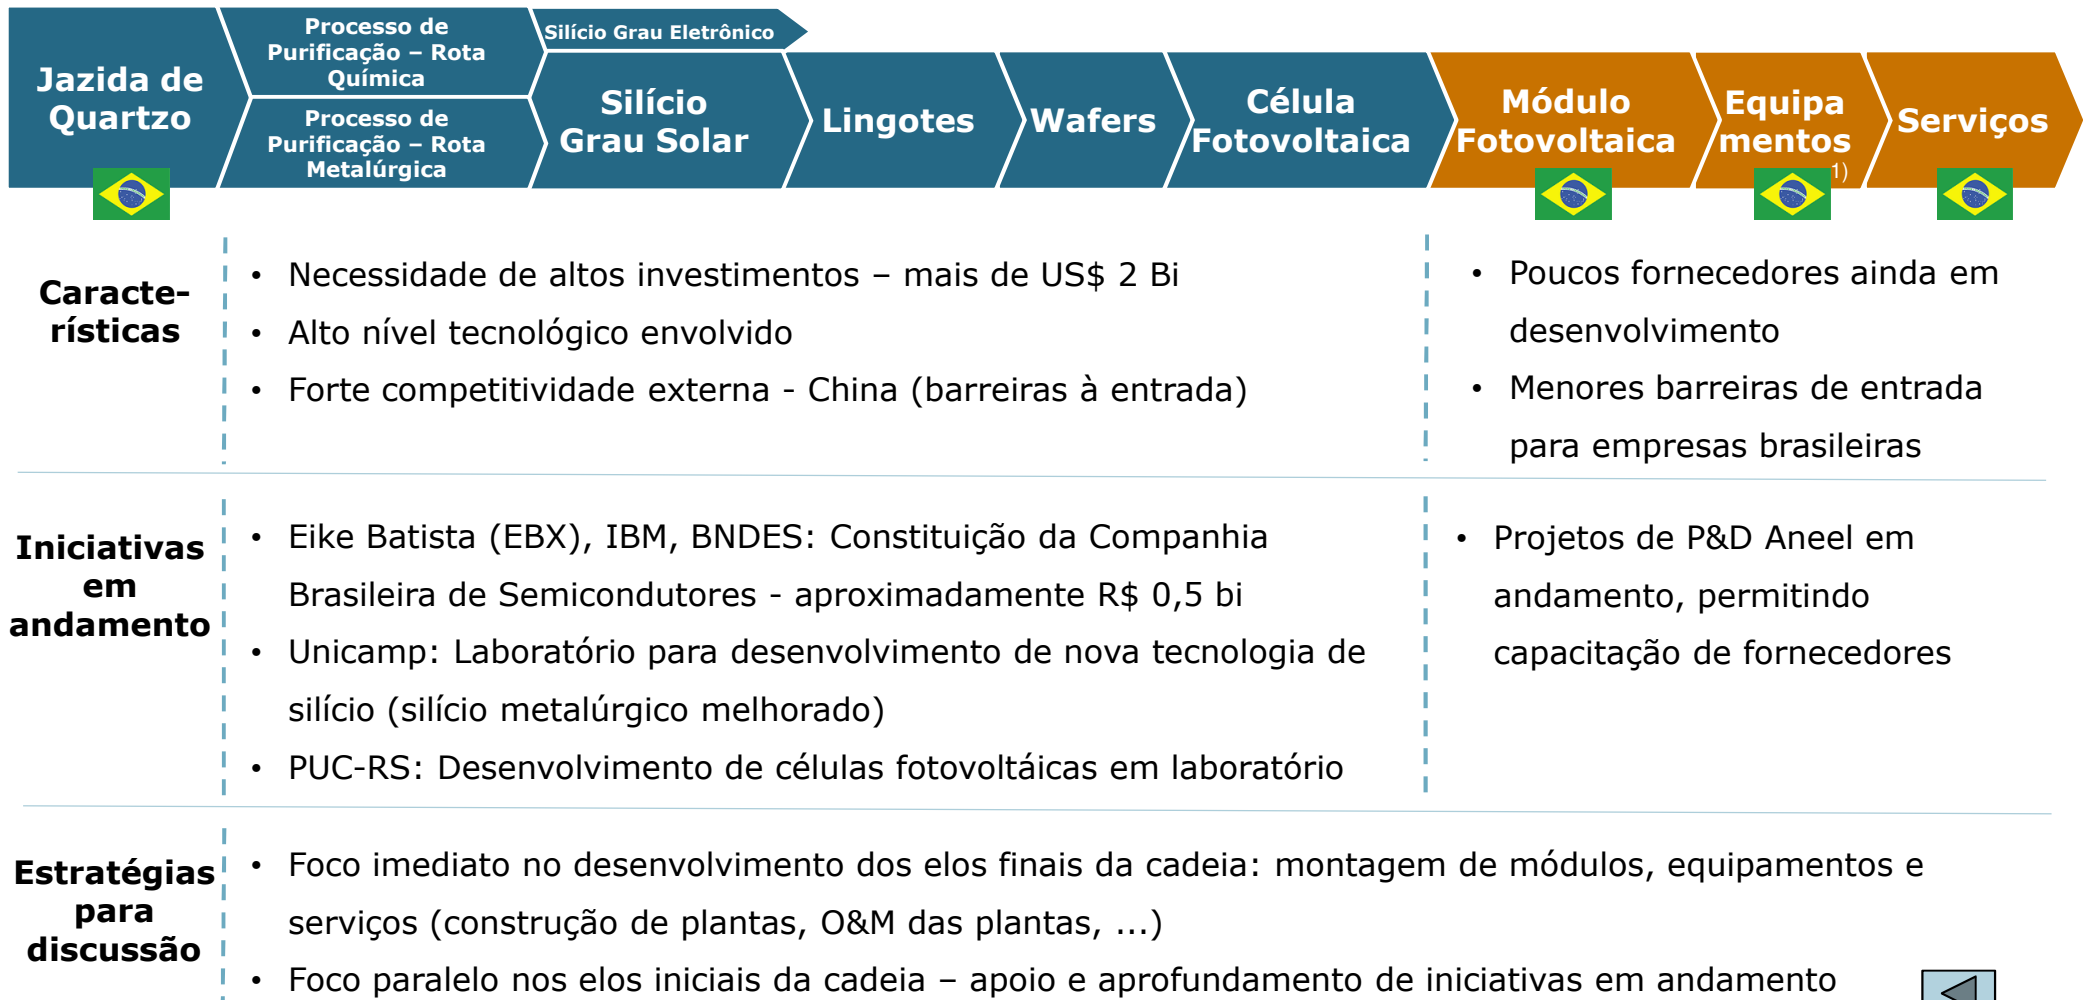 Jazida de
Quartzo
Processo de
Purificação – Rota
Química
Processo de
Purificação – Rota
Metalúrgica
Silício Grau Eletrônico
Silício
Grau Solar
Lingotes
Wafers
Célula
Fotovoltaica
Módulo
Fotovoltaica
Equipa
mentos
1)
Serviços
Caracte-
rísticas
• Necessidade de altos investimentos – mais de US$ 2 Bi
• Alto nível tecnológico envolvido
• Forte competitividade externa - China (barreiras à entrada)
• Poucos fornecedores ainda em
desenvolvimento
• Menores barreiras de entrada
para empresas brasileiras
Iniciativas
em
andamento
• Eike Batista (EBX), IBM, BNDES: Constituição da Companhia
Brasileira de Semicondutores - aproximadamente R$ 0,5 bi
• Unicamp: Laboratório para desenvolvimento de nova tecnologia de
silício (silício metalúrgico melhorado)
• PUC-RS: Desenvolvimento de células fotovoltáicas em laboratório
• Projetos de P&D Aneel em
andamento, permitindo
capacitação de fornecedores
Estratégias
para
discussão
• Foco imediato no desenvolvimento dos elos finais da cadeia: montagem de módulos, equipamentos e
serviços (construção de plantas, O&M das plantas, ...)
• Foco paralelo nos elos iniciais da cadeia – apoio e aprofundamento de iniciativas em andamento